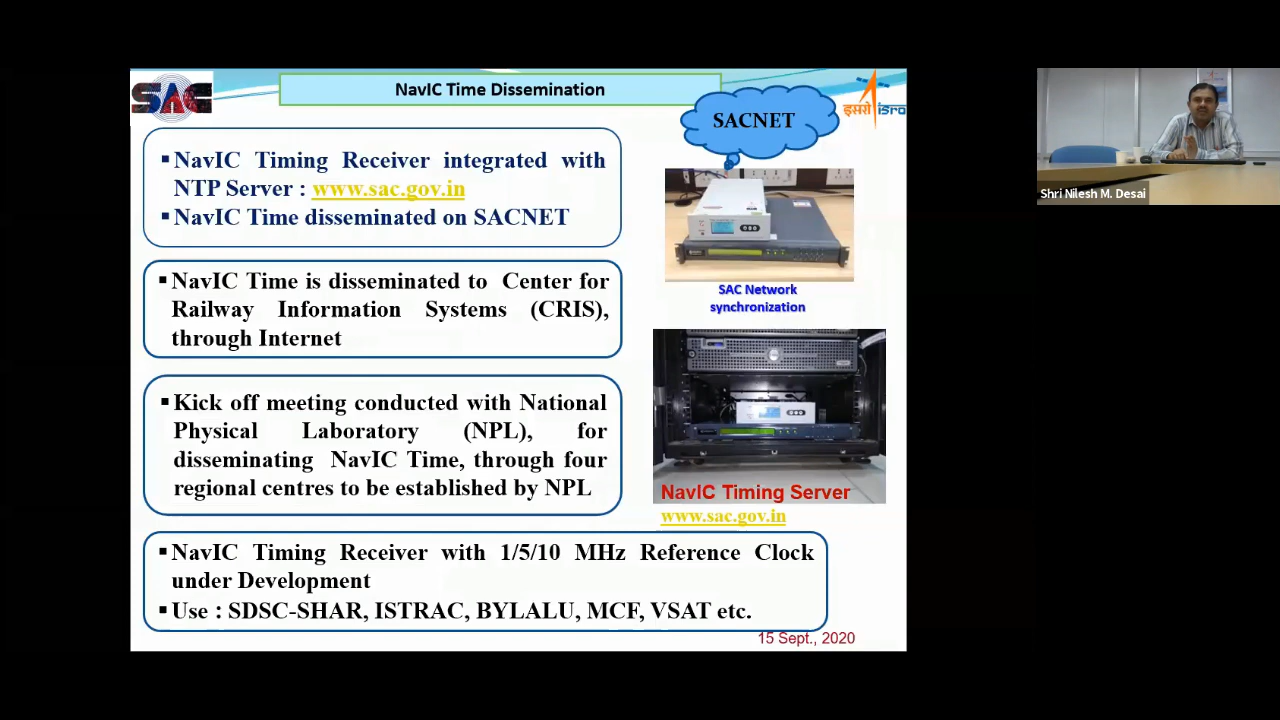 NavIC Time Dissemination
SAC
इसरो isro
SACNET
▪NavIC Timing Receiver integrated with
NTP Server : www.sac.gov.in
▪NavIC Time disseminated on SACNET
▪NavIC Time is disseminated to Center for
Railway Information Systems (CRIS),
through Internet
▪Kick off meeting conducted with National
Physical Laboratory (NPL), for
disseminating NavIC Time, through four
regional centres to be established by NPL
▪NavIC Timing Receiver with 1/5/10 MHz Reference Clock
under Development
▪Use : SDSC-SHAR, ISTRAC, BYLALU, MCF, VSAT etc.
SAC Network
synchronization
NavIC Timing Server
www.sac.gov.in
15 Sept., 2020
Shri Nilesh M. Desai